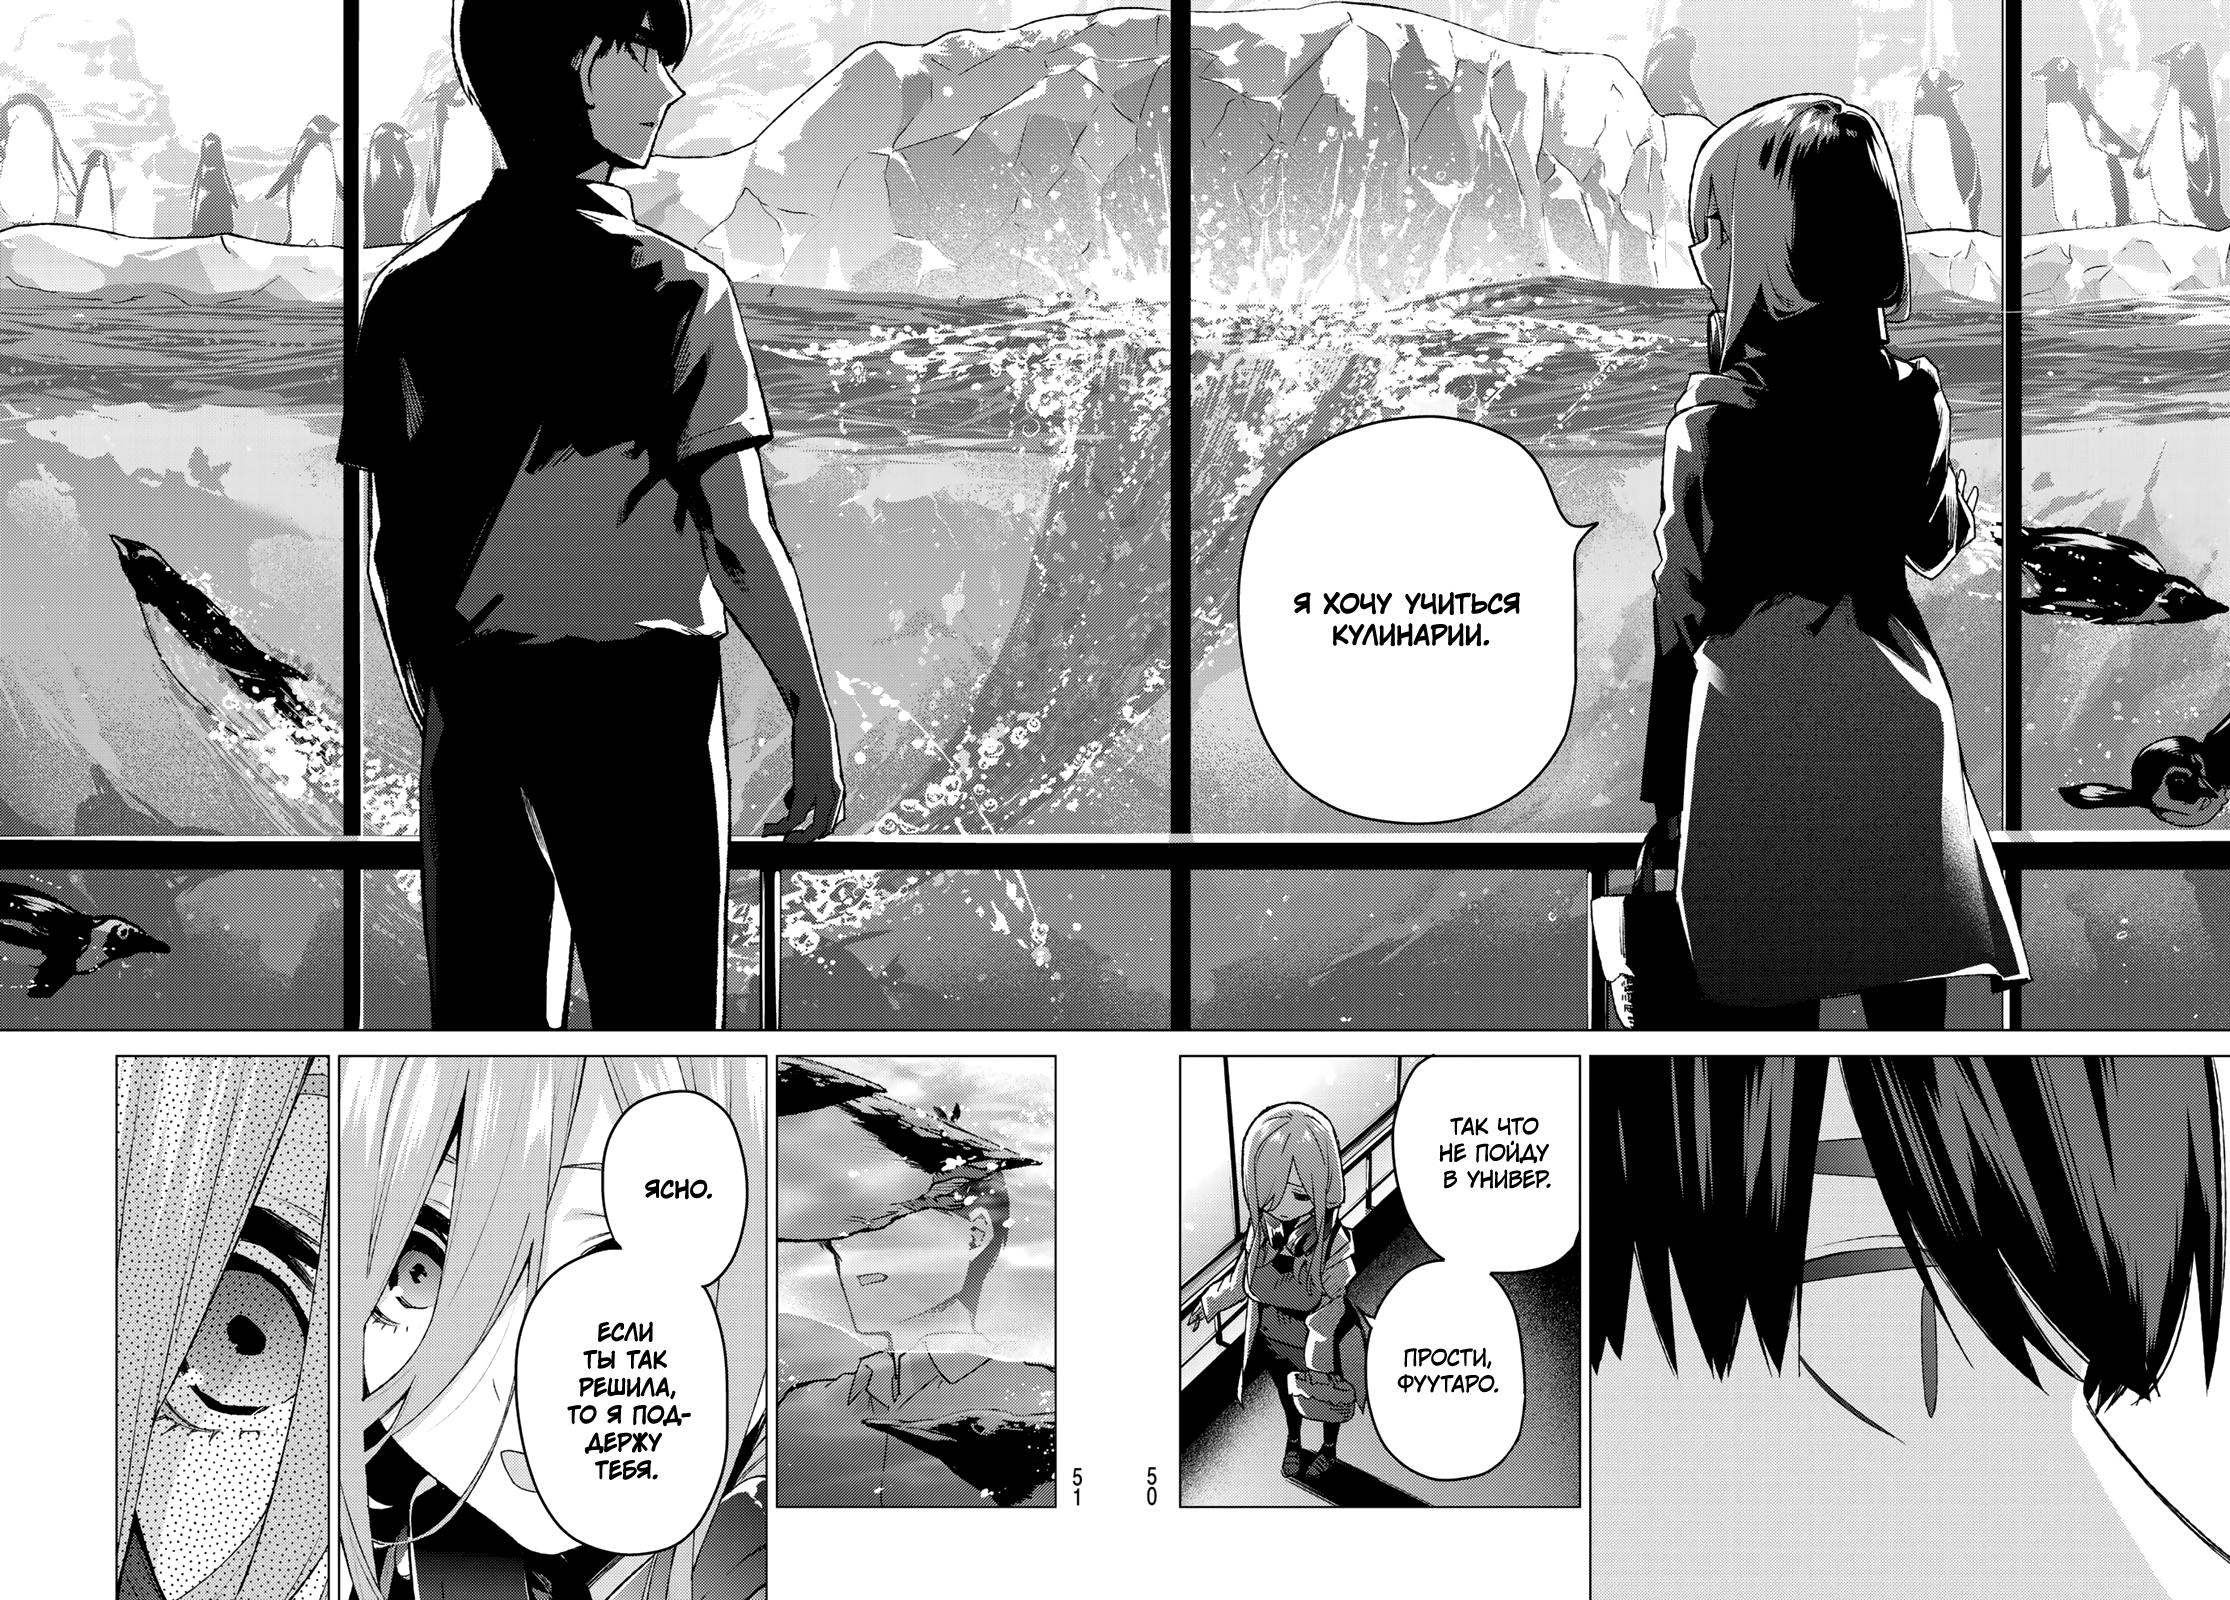 Я ХОЧУ УЧИТЬСЯ
КУЛИНАРИИ.
ТАК ЧТО
НЕ ПОЙДУ
В УНИВЕР.
ПРОСТИ,
ФУУТАРО.
50
51
ЯСНО.
ЕСЛИ
ТЫ ТАК
РЕШИЛА,
ТО Я ПОД-
ДЕРЖУ
ТЕБЯ.